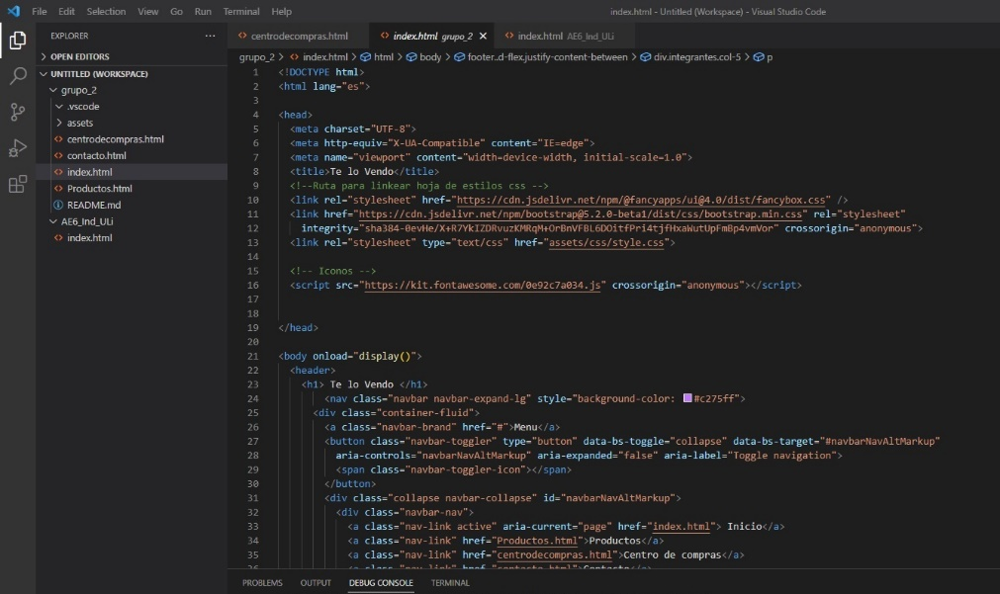 File Edit Selection View Go Run Terminal Help
index.html - Untitled (Workspace) - Visual Studio Code
EXPLORER ...
OPEN EDITORS
UNTITLED (WORKSPACE)
grupo_2
.vscode
assets
centrodecompras.html
contacto.html
index.html
Productos.html
README.md
AE6_Ind_ULi
index.html
centrodecompras.html
index.html grupo_2
index.html AE6_Ind_ULi
grupo_2 > index.html > html > body > footer..d-flex.justify-content-between > div.integrantes.col-5 > p
1 <!DOCTYPE html>
2 <html lang="es">
3
4 <head>
5 <meta charset="UTF-8">
6 <meta http-equiv="X-UA-Compatible" content="IE=edge">
7 <meta name="viewport" content="width=device-width, initial-scale=1.0">
8 <title>Te lo Vendo</title>
9 <!--Ruta para linkear hoja de estilos css -->
10 <link rel="stylesheet" href="https://cdn.jsdelivr.net/npm/@fancyapps/ui@4.0/dist/fancybox.css" />
11 <link href="https://cdn.jsdelivr.net/npm/bootstrap@5.2.0-beta1/dist/css/bootstrap.min.css" rel="stylesheet"
12 integrity="sha384-0evHe/X+R7YkIZDRvuzKMRqM+OrBnVFBL6DOitfPri4tjfHxaWutUpFmBp4vmVor" crossorigin="anonymous">
13 <link rel="stylesheet" type="text/css" href="assets/css/style.css">
14
15 <!-- Iconos -->
16 <script src="https://kit.fontawesome.com/0e92c7a034.js" crossorigin="anonymous"></script>
17
18
19 </head>
20
21 <body onload="display()">
22 <header>
23 <h1> Te lo Vendo </h1>
24 <nav class="navbar navbar-expand-lg" style="background-color: #c275ff">
25 <div class="container-fluid">
26 <a class="navbar-brand" href="#">Menu</a>
27 <button class="navbar-toggler" type="button" data-bs-toggle="collapse" data-bs-target="#navbarNavAltMarkup"
28 aria-controls="navbarNavAltMarkup" aria-expanded="false" aria-label="Toggle navigation">
29 <span class="navbar-toggler-icon"></span>
30 </button>
31 <div class="collapse navbar-collapse" id="navbarNavAltMarkup">
32 <div class="navbar-nav">
33 <a class="nav-link active" aria-current="page" href="index.html"> Inicio</a>
34 <a class="nav-link" href="Productos.html">Productos</a>
35 <a class="nav-link" href="centrodecompras.html">Centro de compras</a>
36 <a class="nav-link" href="contacto.html">Contacto</a>
PROBLEMS OUTPUT DEBUG CONSOLE TERMINAL